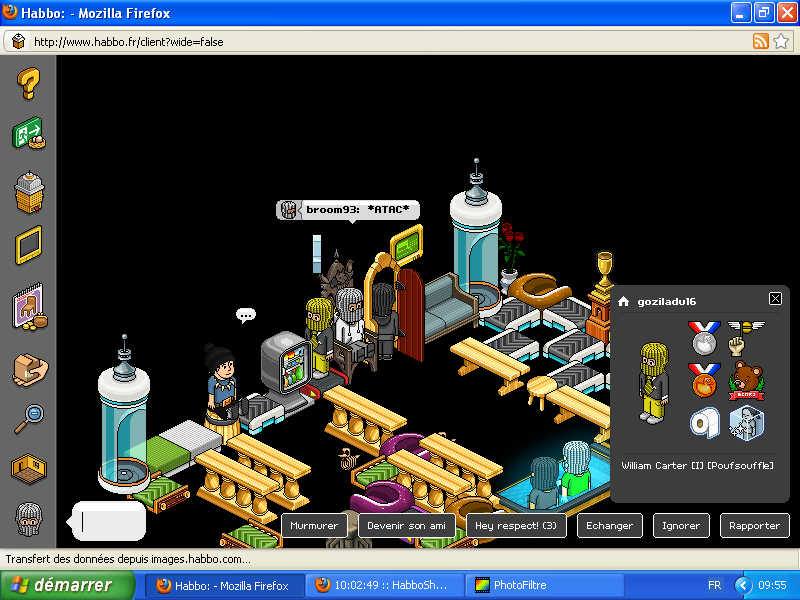 Habbo: - Mozilla Firefox
http://www.habbo.fr/client?wide=false
broom93: *ATAC*
goziladu16
William Carter [I] [Poufsouffle]
Murmurer
Devenir son ami
Hey respect! (3)
Echanger
Ignorer
Rapporter
Transfert des données depuis images.habbo.com...
démarrer
Habbo: - Mozilla Firefox
10:02:49 :: HabboSh...
PhotoFiltre
FR
09:55